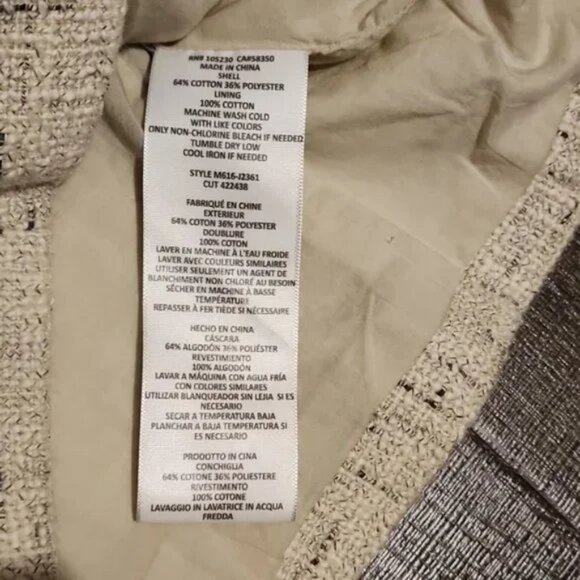 RN# 105230 CA#58350
MADE IN CHINA
SHELL
64% COTTON 36% POLYESTER
LINING
100% COTTON
MACHINE WASH COLD
WITH LIKE COLORS
ONLY NON-CHLORINE BLEACH IF NEEDED
TUMBLE DRY LOW
COOL IRON IF NEEDED
STYLE M616-J2361
CUT 422438
FABRIQUÉ EN CHINE
EXTERIEUR
64% COTON 36% POLYESTER
DOUBLURE
100% COTON
LAVER EN MACHINE À L'EAU FROIDE
LAVER AVEC COULEURS SIMILAIRES
UTILISER SEULEMENT UN AGENT DE
BLANCHIMENT NON CHLORÉ AU BESOIN
SÉCHER EN MACHINE À BASSE
TEMPÉRATURE
REPASSER À FER TIÈDE SI NÉCESSAIRE
HECHO EN CHINA
CÁSCARA
64% ALGODÓN 36% POLIÉSTER
REVESTIMIENTO
100% ALGODÓN
LAVAR A MÁQUINA CON AGUA FRÍA
CON COLORES SIMILARES
UTILIZAR BLANQUEADOR SIN LEJIA SI ES
NECESARIO
SECAR A TEMPERATURA BAJA
PLANCHAR A BAJA TEMPERATURA SI
ES NECESARIO
PRODOTTO IN CINA
CONCHIGLIA
64% COTONE 36% POLIESTERE
RIVESTIMENTO
100% COTONE
LAVAGGIO IN LAVATRICE IN ACQUA
FREDDA